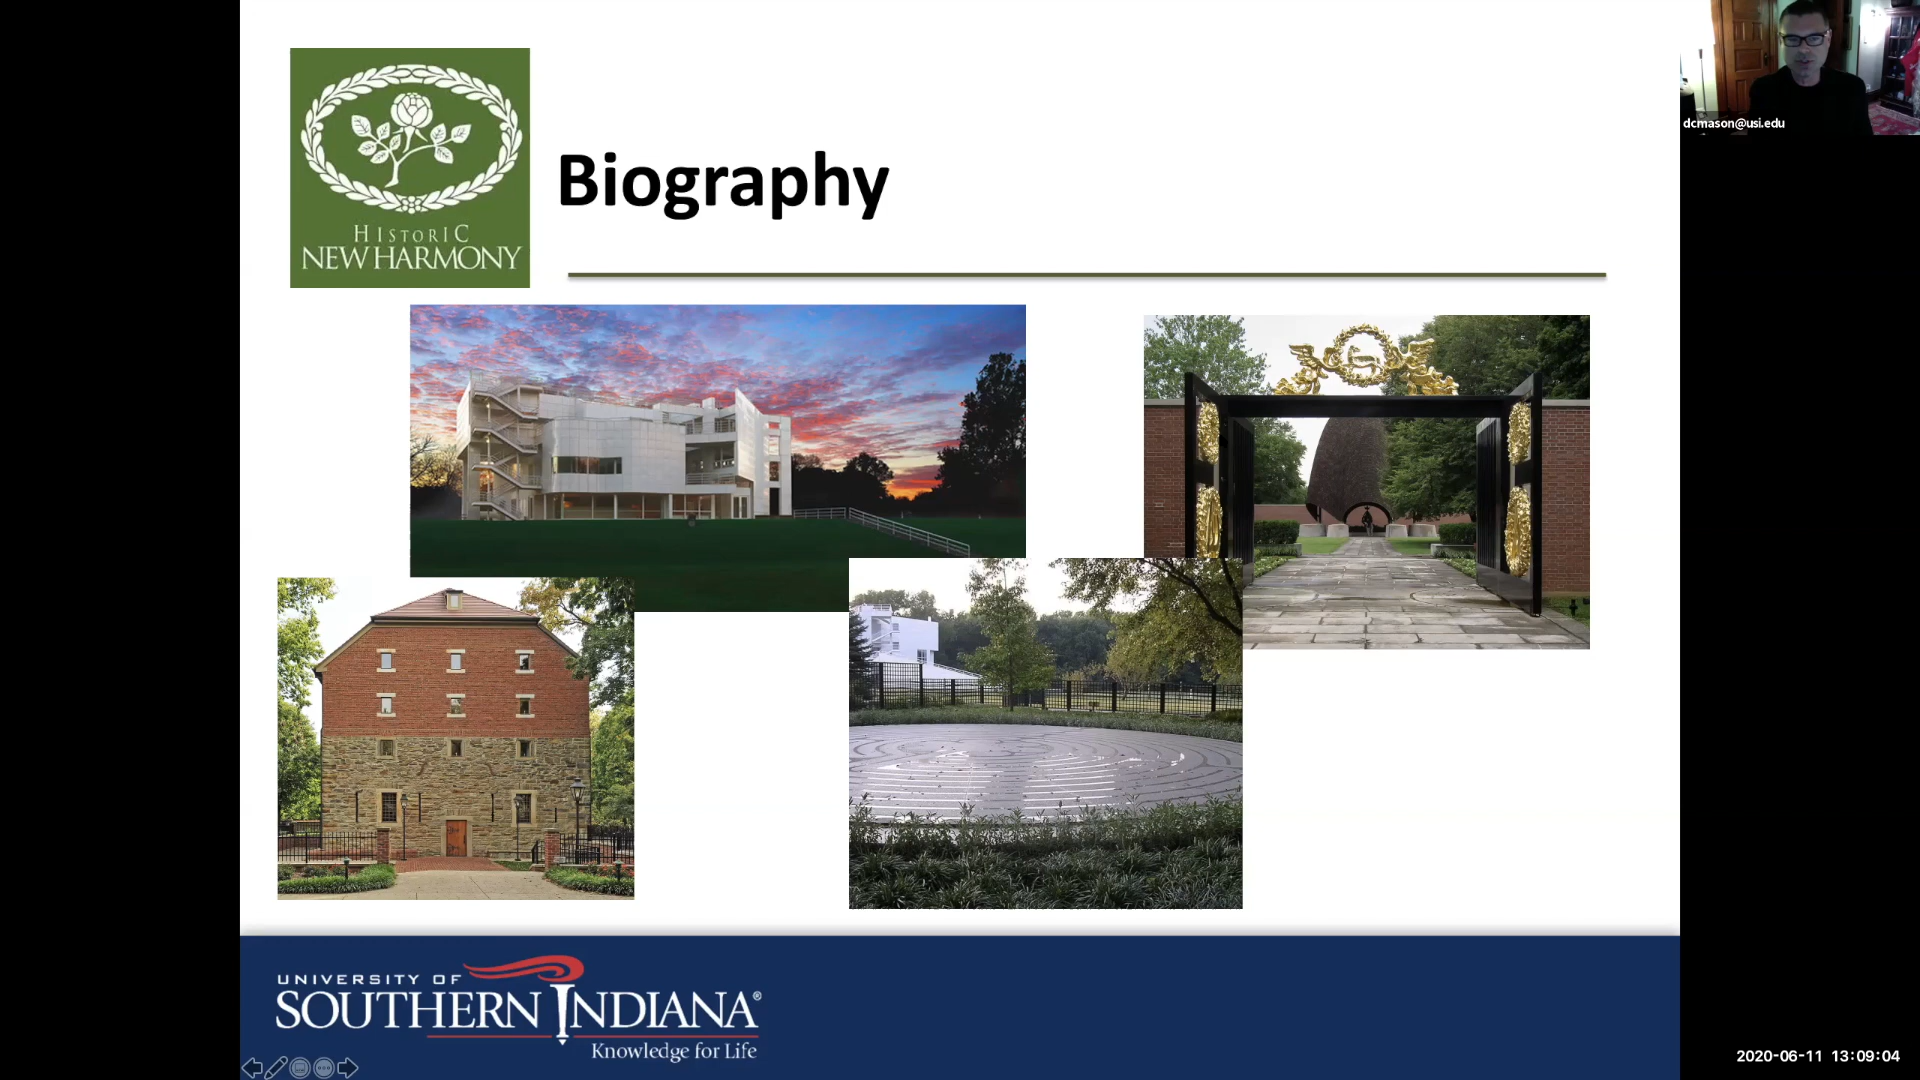 dcmason@usi.edu
HISTORIC
NEW HARMONY
Biography
UNIVERSITY OF
SOUTHERN INDIANA®
Knowledge for Life
2020-06-11 13:09:04